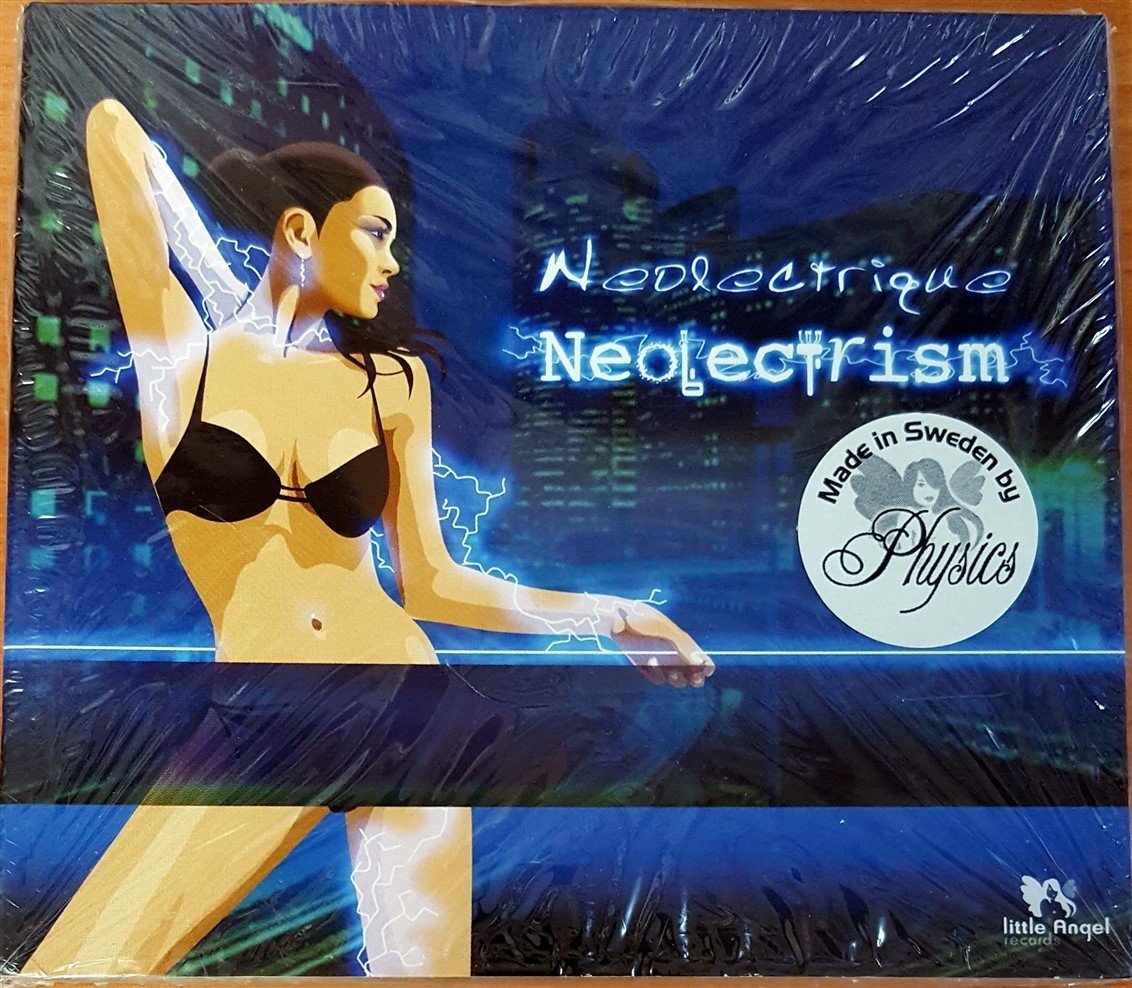 Neolectrique
Neolectrism
Made in Sweden by
Physics
little Angel
records